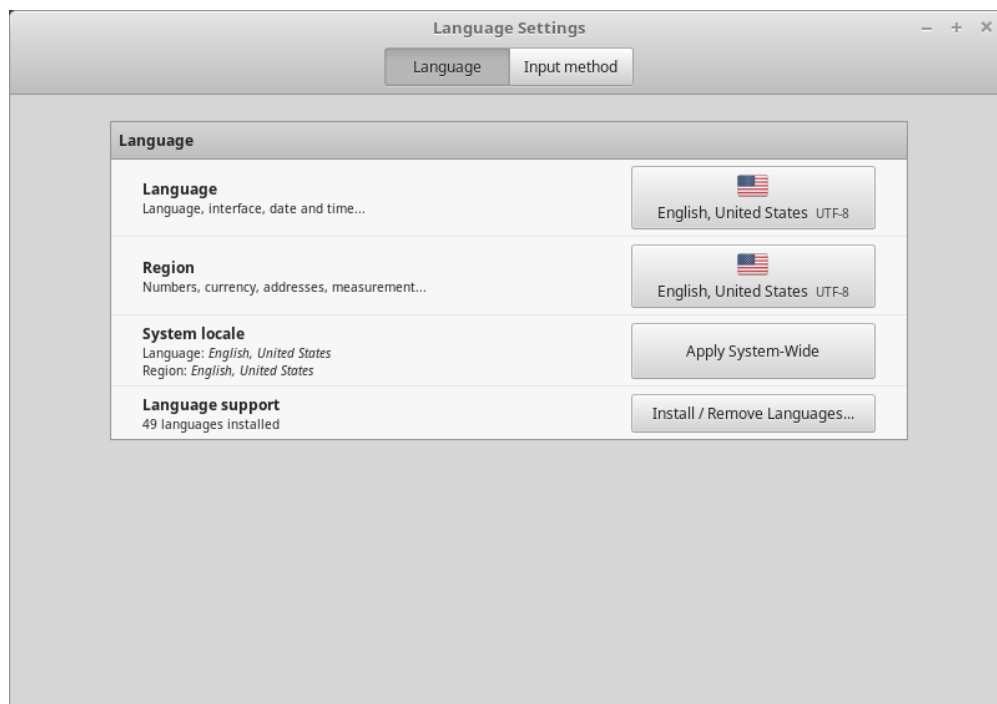 Language Settings
Language
Input method
Language
Language
Language, interface, date and time...
English, United States UTF-8
Region
Numbers, currency, addresses, measurement...
English, United States UTF-8
System locale
Language: English, United States
Region: English, United States
Apply System-Wide
Language support
49 languages installed
Install / Remove Languages...